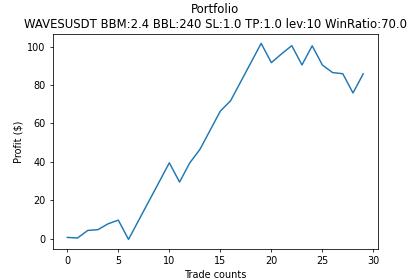 Portfolio
WAVESUSDT BBM:2.4 BBL:240 SL:1.0 TP:1.0 lev:10 WinRatio:70.0
100
80
60
40
20
0
Profit ($)
0 5 10 15 20 25 30
Trade counts